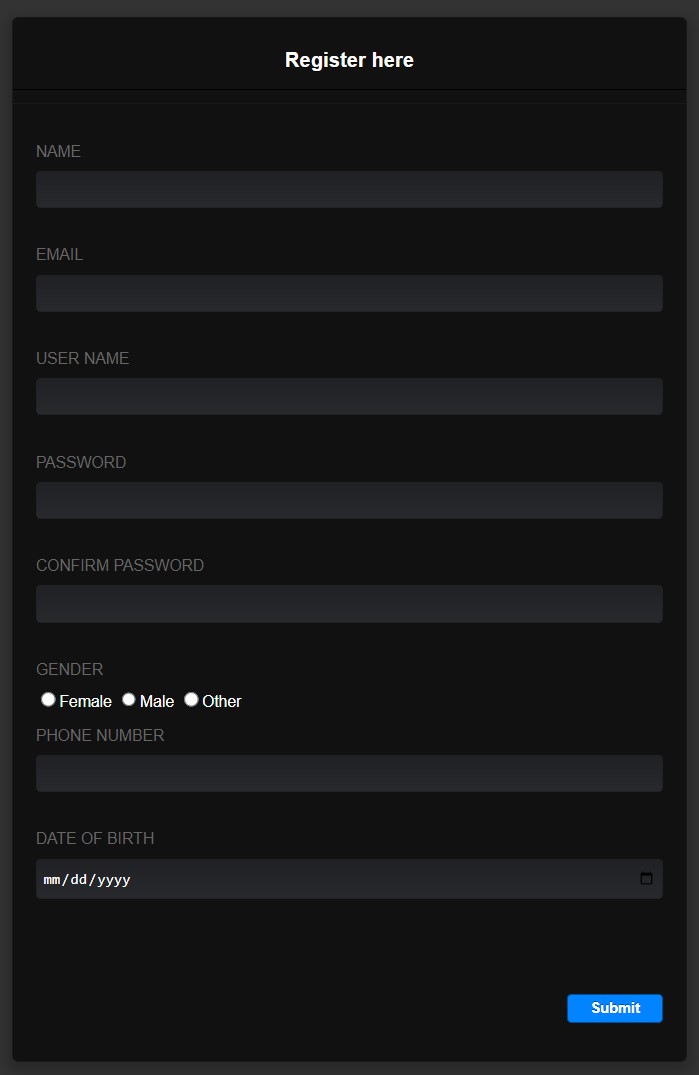 Register here
NAME
EMAIL
USER NAME
PASSWORD
CONFIRM PASSWORD
GENDER
Female Male Other
PHONE NUMBER
DATE OF BIRTH
mm/dd/yyyy
Submit